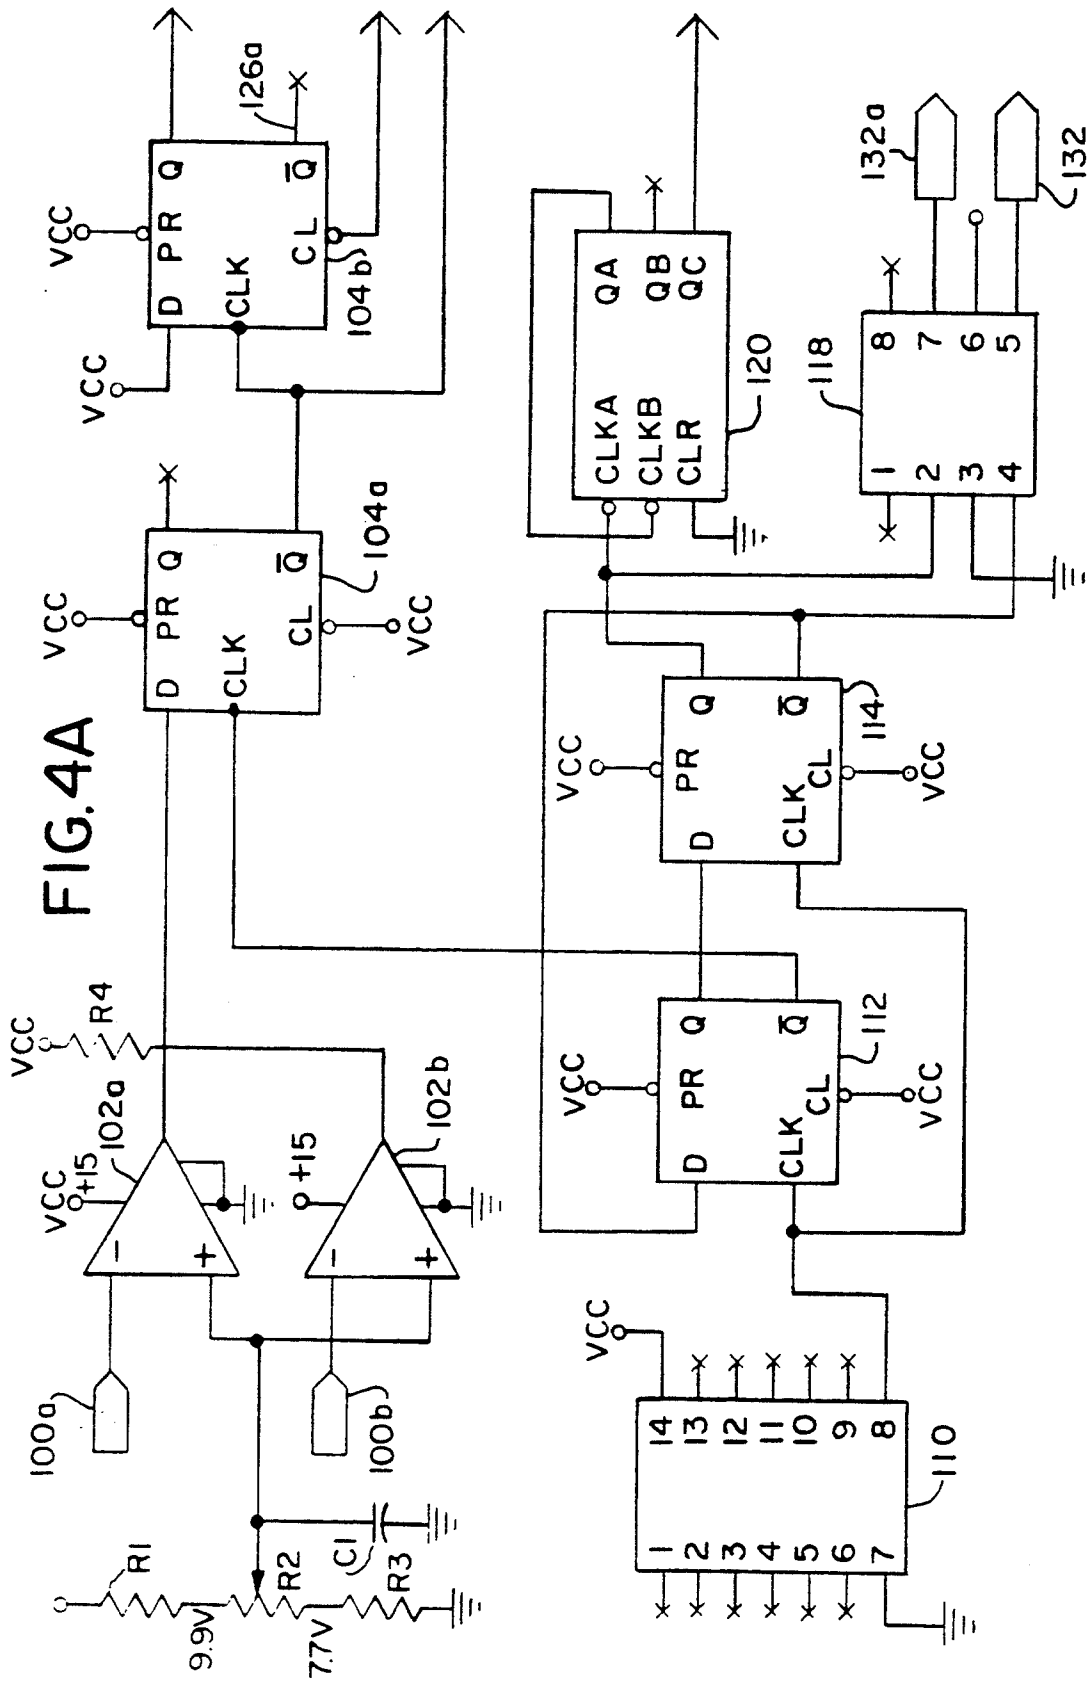 FIG. 4A
100a
VCC
+15
102a
−
+
VCC
R4
100b
+15
102b
−
+
R1
9.9V
R2
7.7V
R3
C1
VCC
D
PR
Q
CLK
CL
Q̅
104a
VCC
VCC
VCC
D
PR
Q
CLK
CL
Q̅
104b
126a
VCC
1 14
2 13
3 12
4 11
5 10
6 9
7 8
110
VCC
D
PR
Q
CLK
CL
Q̅
112
VCC
VCC
D
PR
Q
CLK
CL
Q̅
114
VCC
CLKA QA
CLKB QB
CLR QC
120
118
1 8
2 7
3 6
4 5
132a
132